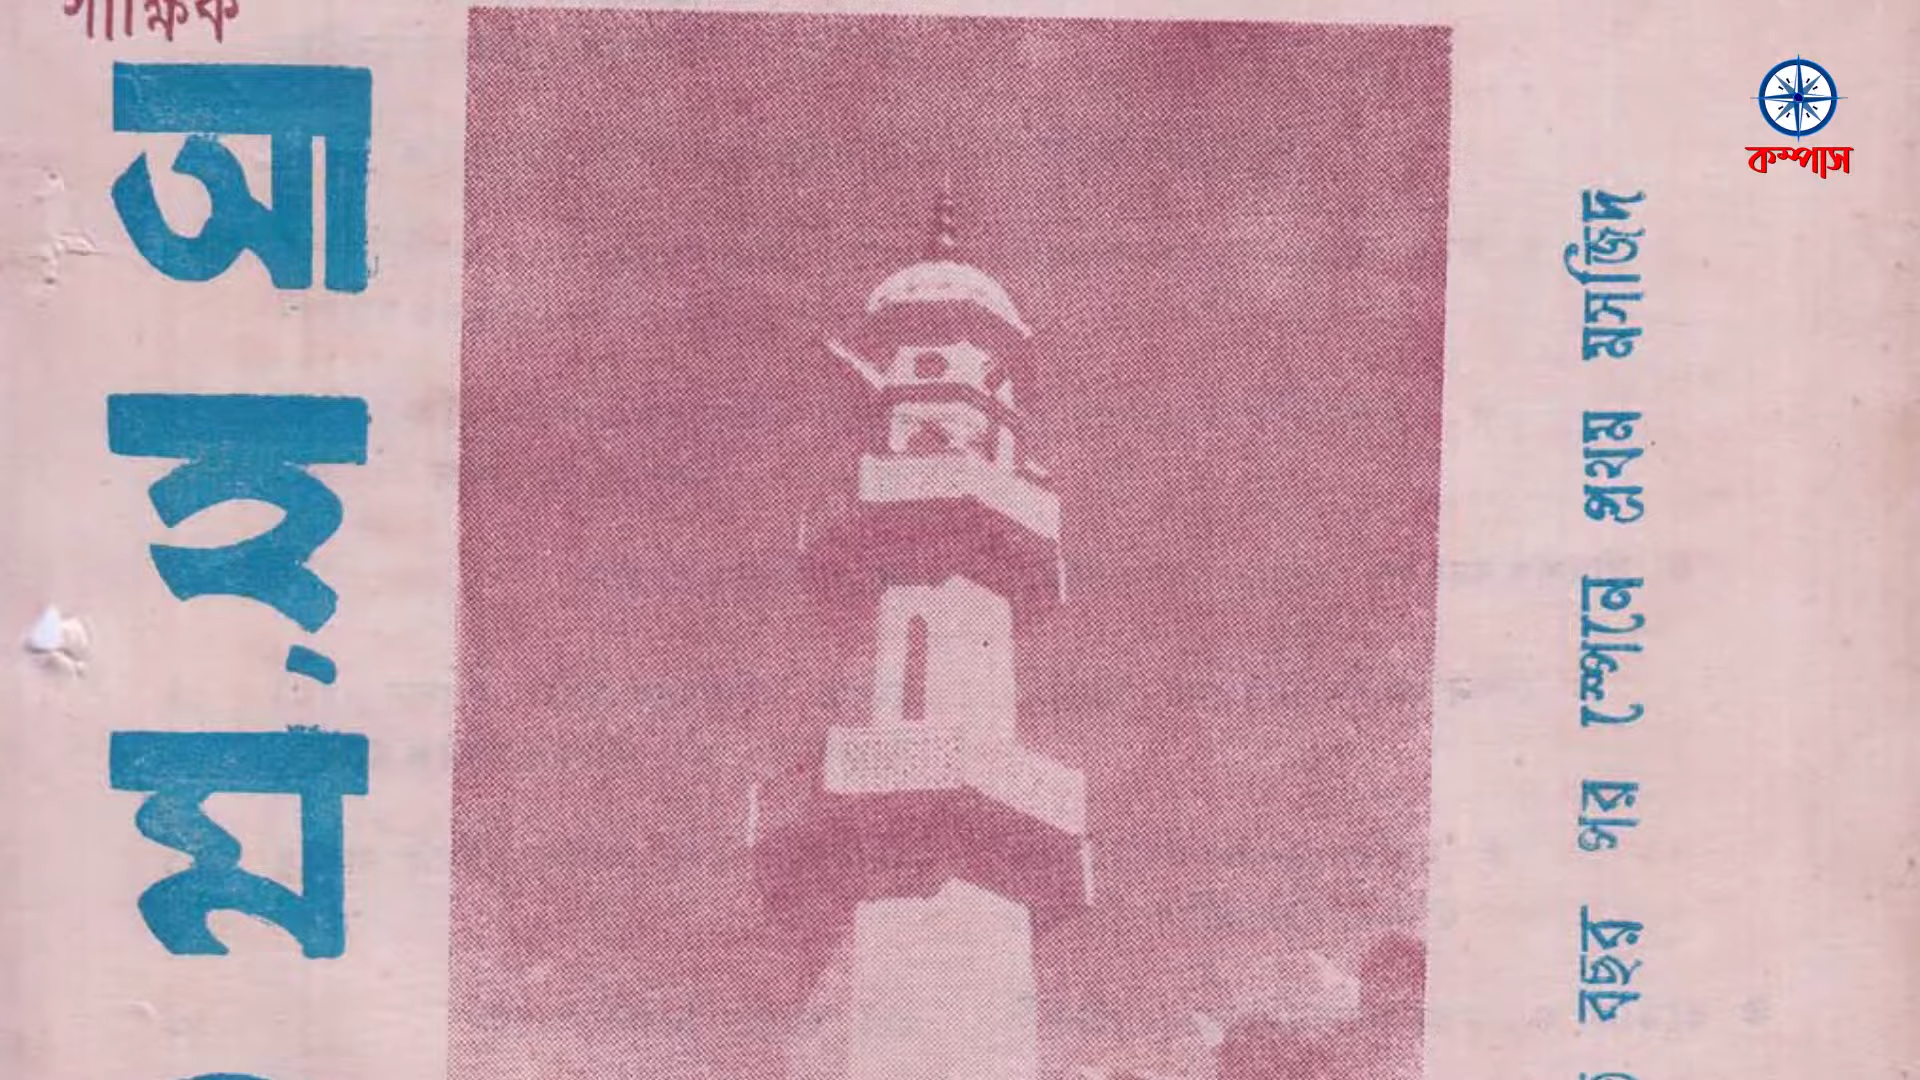 পাক্ষিক
আ
হ্
ম
বছর পর স্পেনে প্রথম মসজিদ
কম্পাস